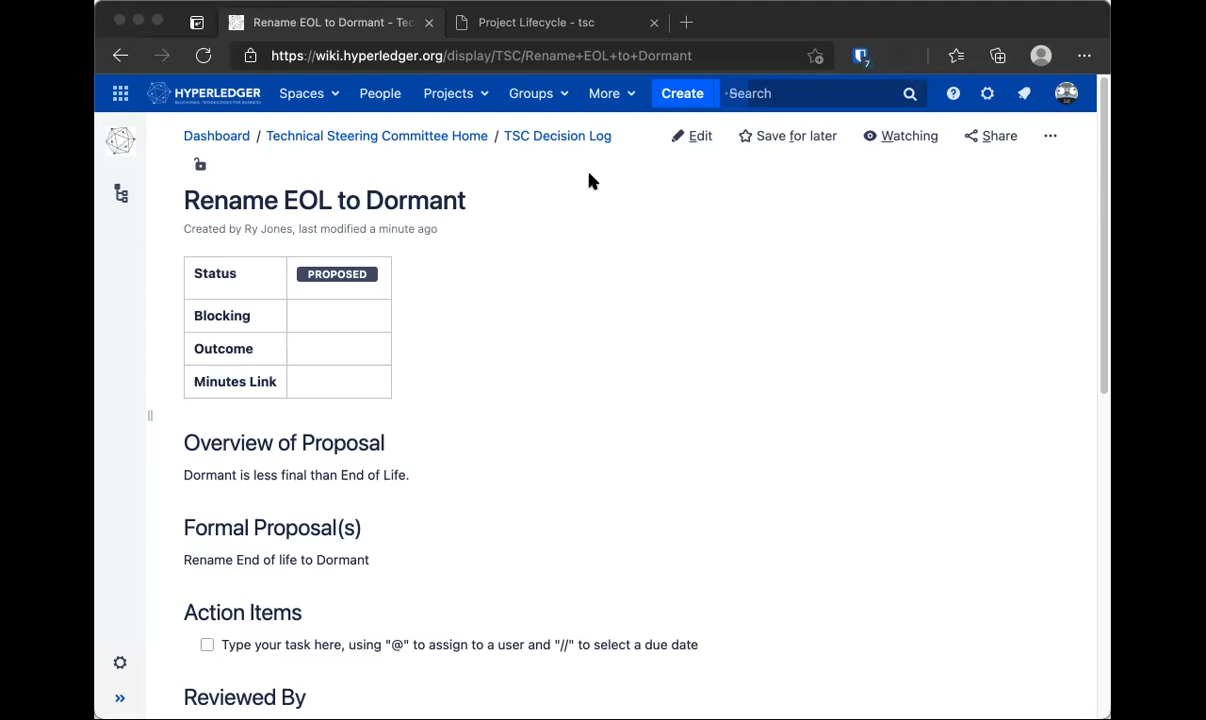 Rename EOL to Dormant - Tec
Project Lifecycle - tsc
https://wiki.hyperledger.org/display/TSC/Rename+EOL+to+Dormant
7
HYPERLEDGER
Spaces
People
Projects
Groups
More
Create
Search
Dashboard / Technical Steering Committee Home / TSC Decision Log
Edit
Save for later
Watching
Share
Rename EOL to Dormant
Created by Ry Jones, last modified a minute ago
Status PROPOSED
Blocking
Outcome
Minutes Link
Overview of Proposal
Dormant is less final than End of Life.
Formal Proposal(s)
Rename End of life to Dormant
Action Items
Type your task here, using "@" to assign to a user and "//" to select a due date
Reviewed By